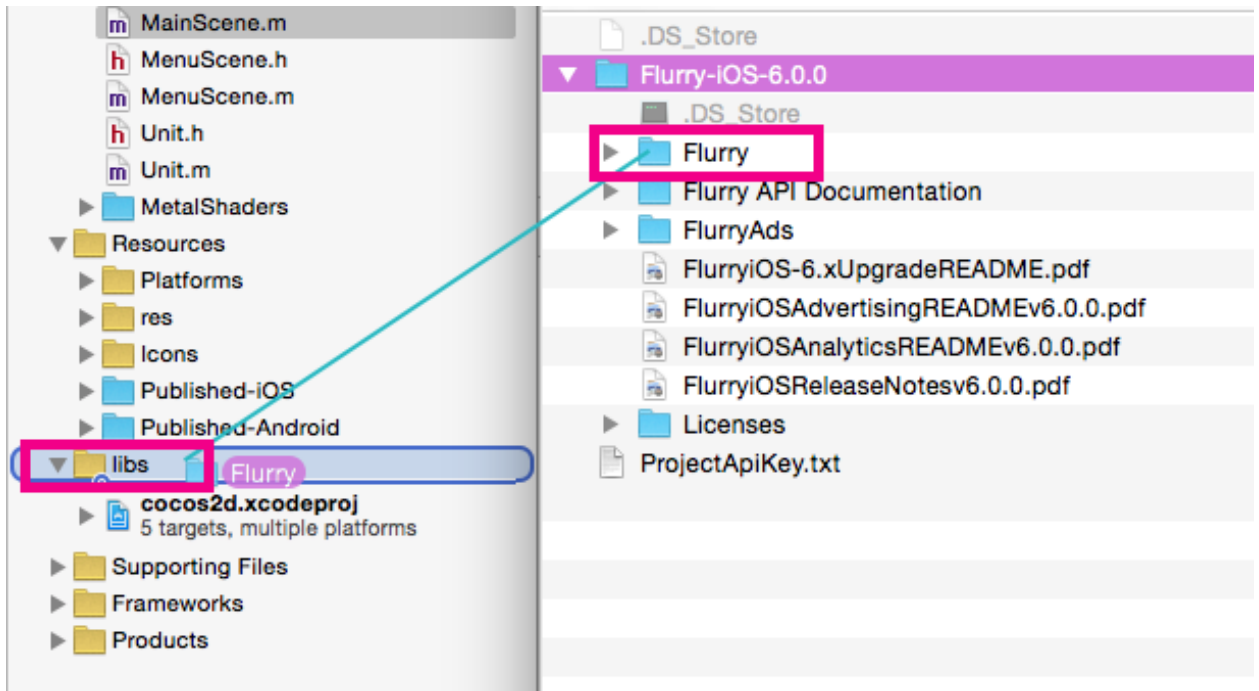 MainScene.m
MenuScene.h
MenuScene.m
Unit.h
Unit.m
MetalShaders
Resources
Platforms
res
Icons
Published-iOS
Published-Android
libs
Flurry
cocos2d.xcodeproj
5 targets, multiple platforms
Supporting Files
Frameworks
Products
.DS_Store
Flurry-iOS-6.0.0
.DS_Store
Flurry
Flurry API Documentation
FlurryAds
FlurryiOS-6.xUpgradeREADME.pdf
FlurryiOSAdvertisingREADMEv6.0.0.pdf
FlurryiOSAnalyticsREADMEv6.0.0.pdf
FlurryiOSReleaseNotesv6.0.0.pdf
Licenses
ProjectApiKey.txt